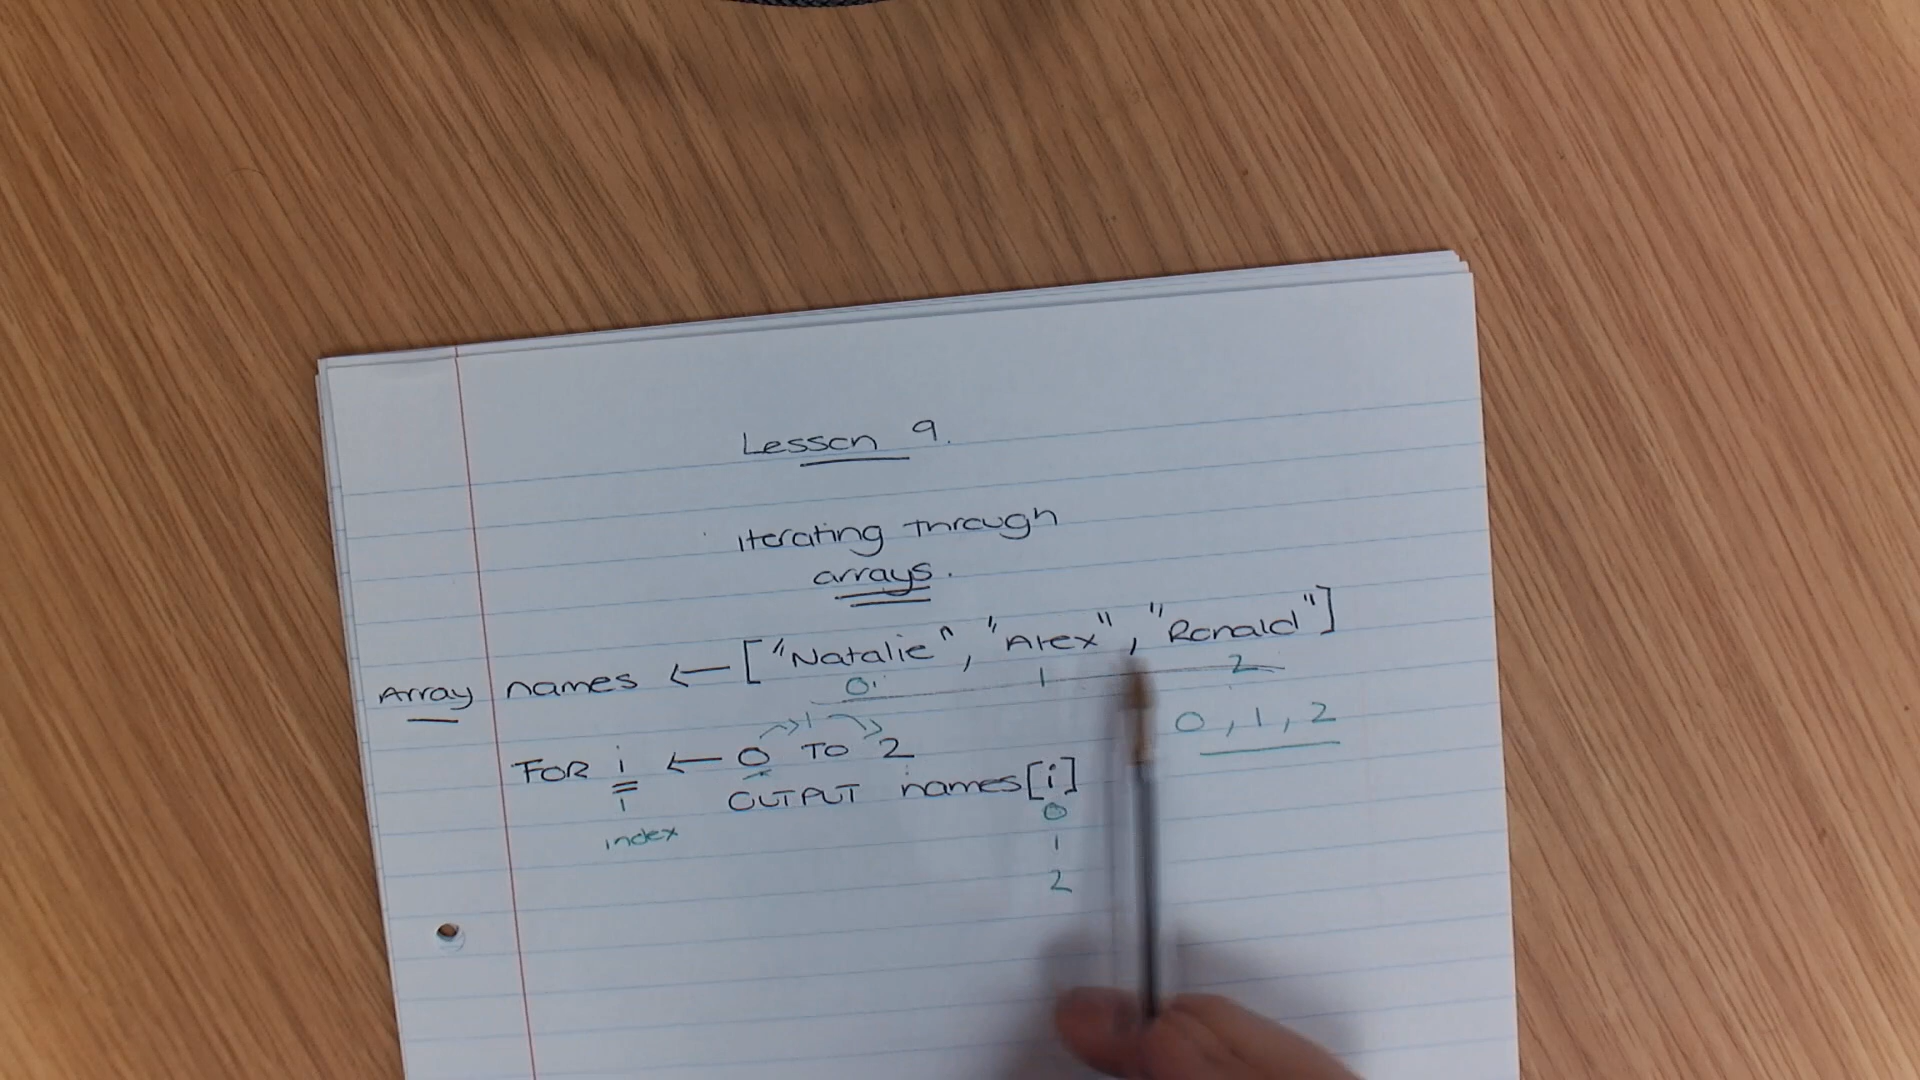 Lesson 9.
iterating through
arrays.
Array names ← ["Natalie", "Alex", "Ronald"]
0 1 2
0, 1, 2
1
FOR i ← 0 TO 2
OUTPUT names[i]
index
0
1
2